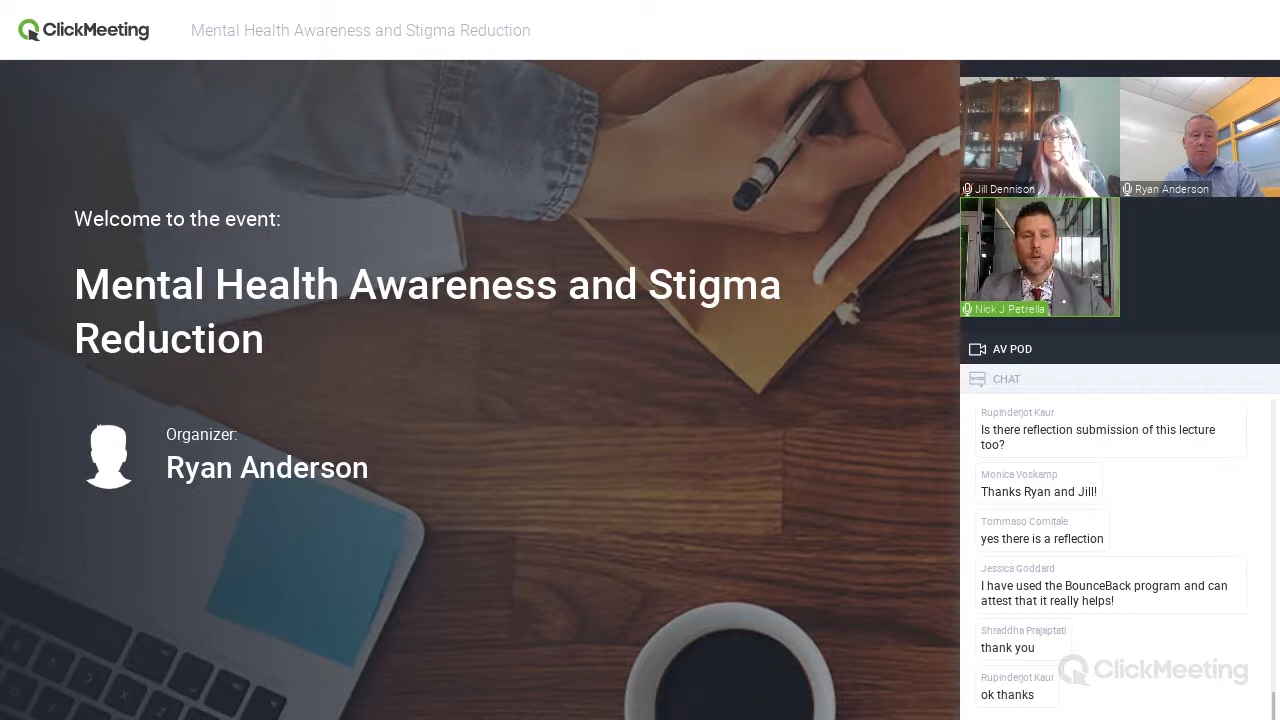 ClickMeeting
Mental Health Awareness and Stigma Reduction
Welcome to the event:
Mental Health Awareness and Stigma
Reduction
Organizer:
Ryan Anderson
Jill Dennison
Ryan Anderson
Nick J Petrella
AV POD
CHAT
Rupinderjot Kaur
Is there reflection submission of this lecture
too?
Monica Voskamp
Thanks Ryan and Jill!
Tommaso Comitale
yes there is a reflection
Jessica Goddard
I have used the BounceBack program and can
attest that it really helps!
Shraddha Prajaptati
thank you
Rupinderjot Kaur
ok thanks
ClickMeeting